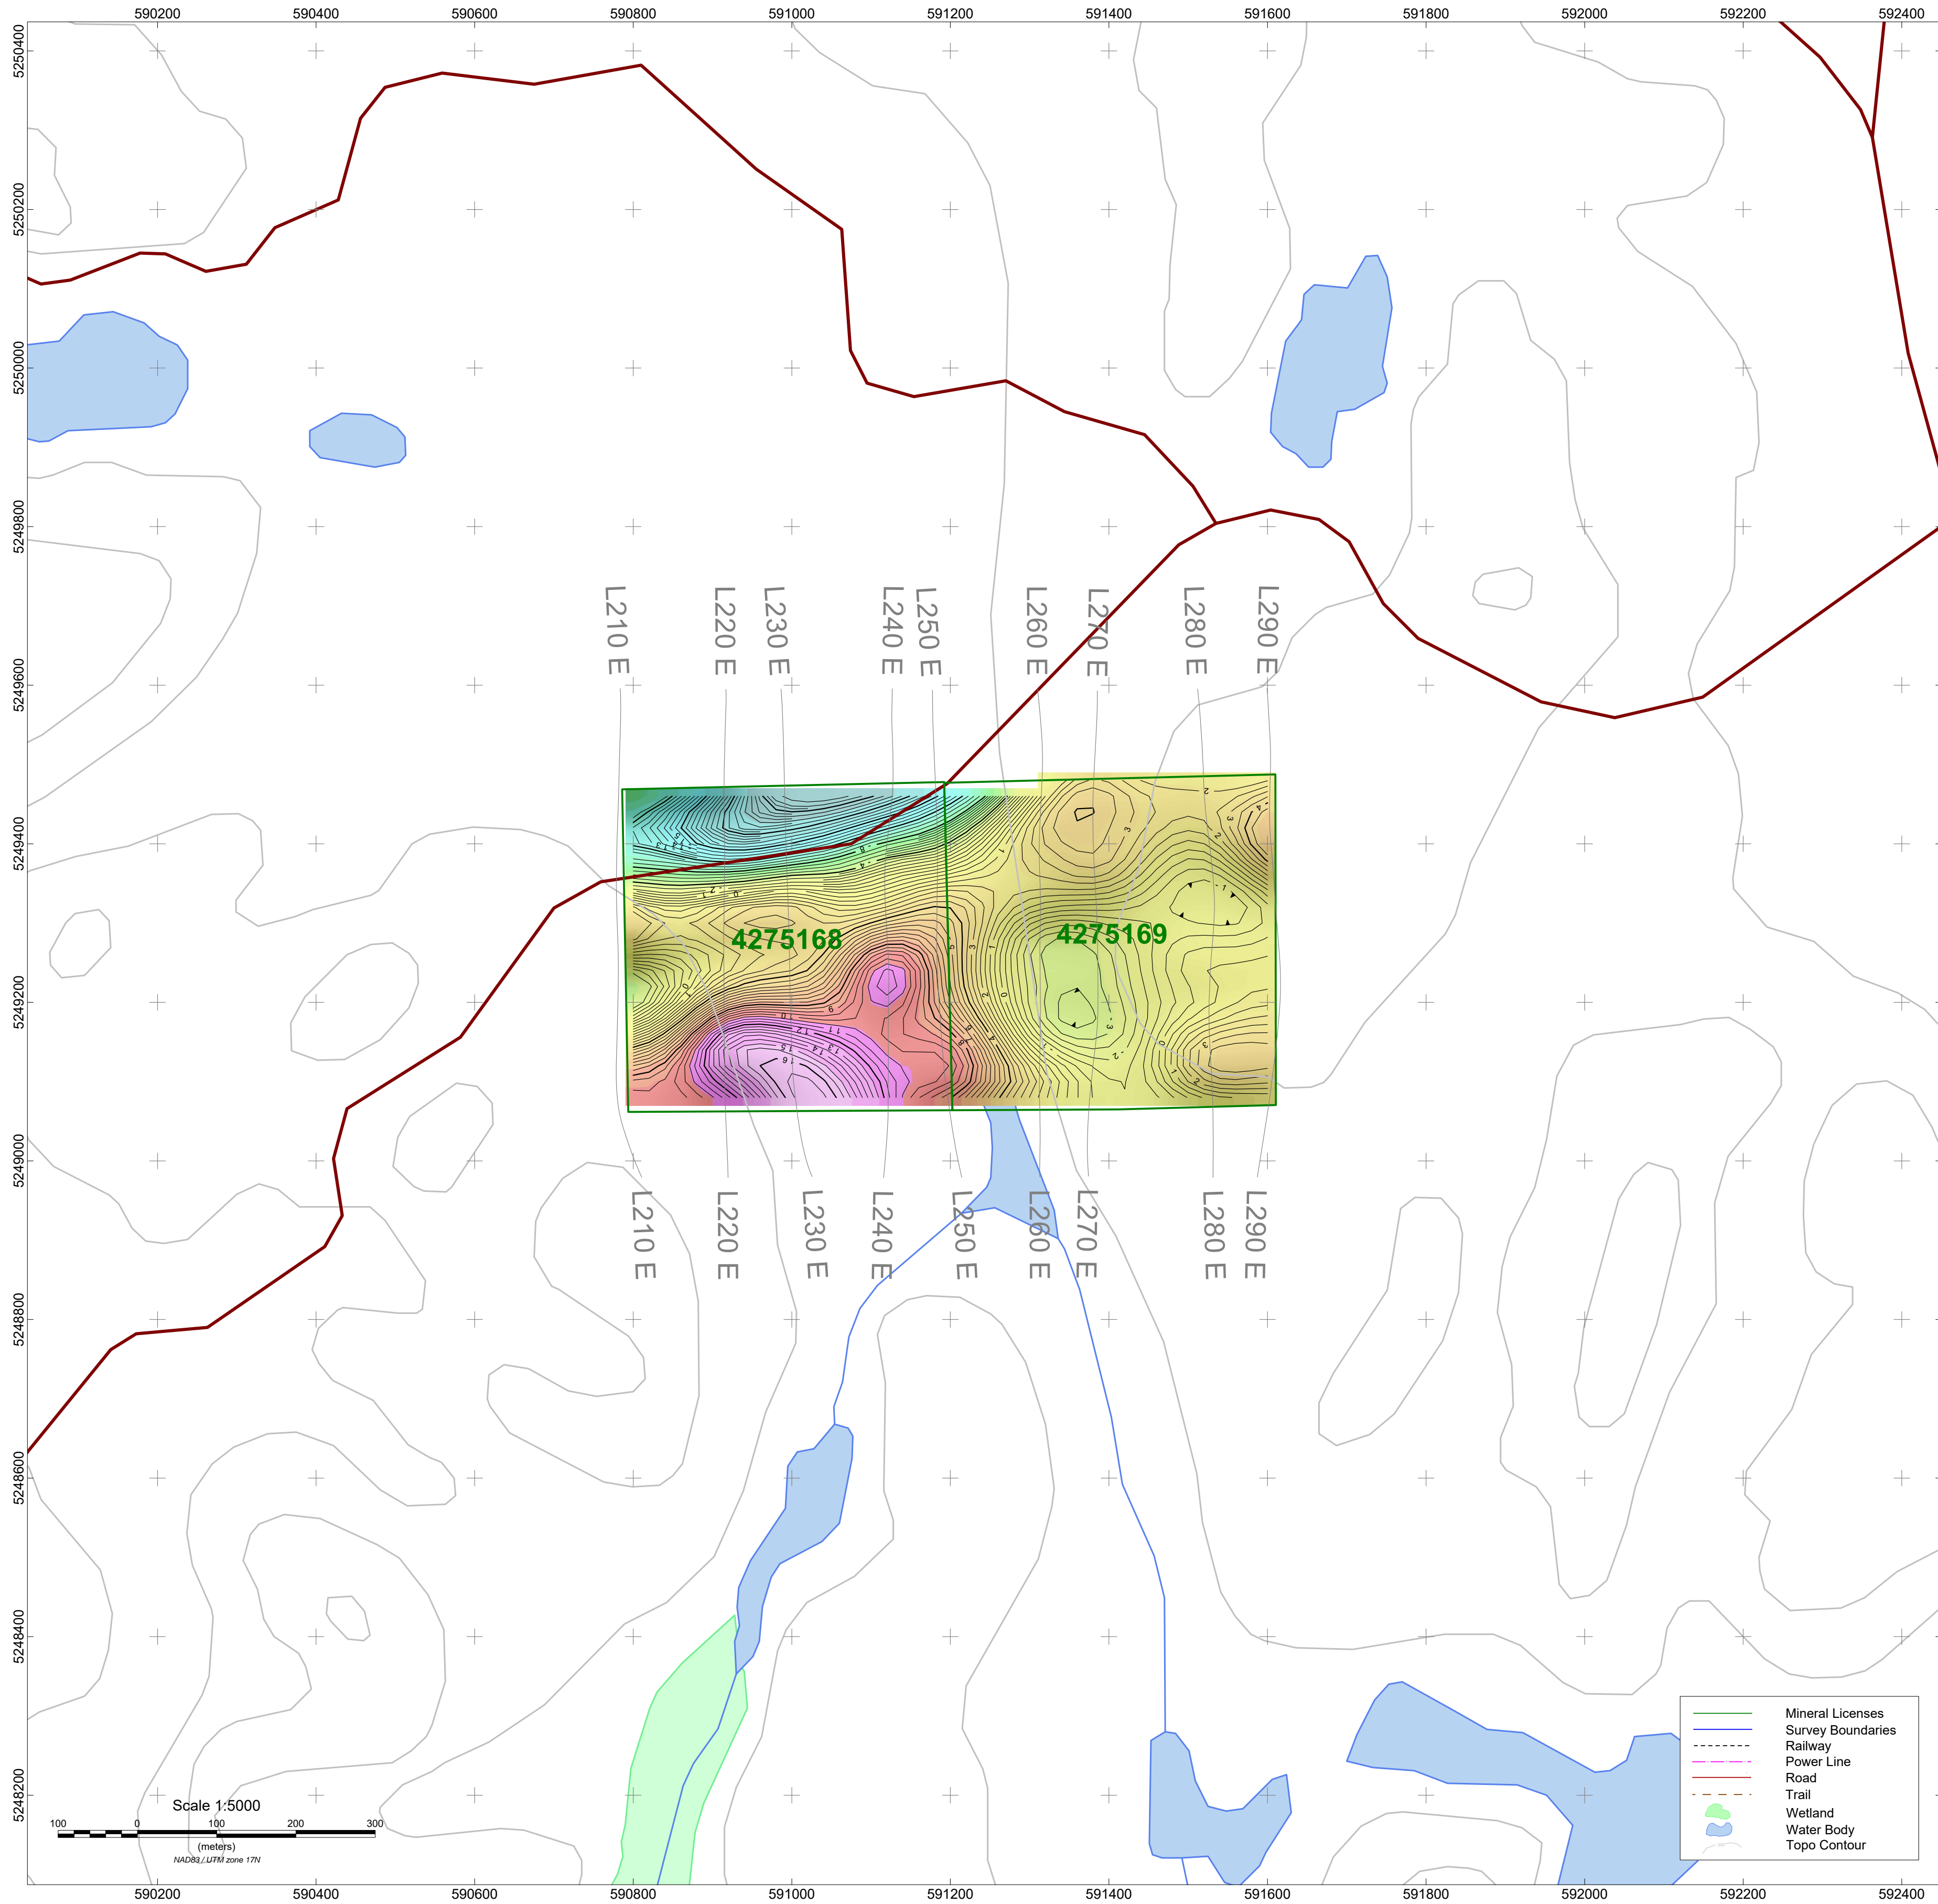 590200 590400 590600 590800 591000 591200 591400 591600 591800 592000 592200 592400
5250400
5250200
5250000
5249800
5249600
5249400
5249200
5249000
5248800
5248600
5248400
5248200
L210 E L220 E L230 E L240 E L250 E L260 E L270 E L280 E L290 E
4275168 4275169
L210 E L220 E L230 E L240 E L250 E L260 E L270 E L280 E L290 E
Scale 1:5000
100 0 100 200 300
(meters)
NAD83 / UTM zone 17N
Mineral Licenses
Survey Boundaries
Railway
Power Line
Road
Trail
Wetland
Water Body
Topo Contour
590200 590400 590600 590800 591000 591200 591400 591600 591800 592000 592200 592400